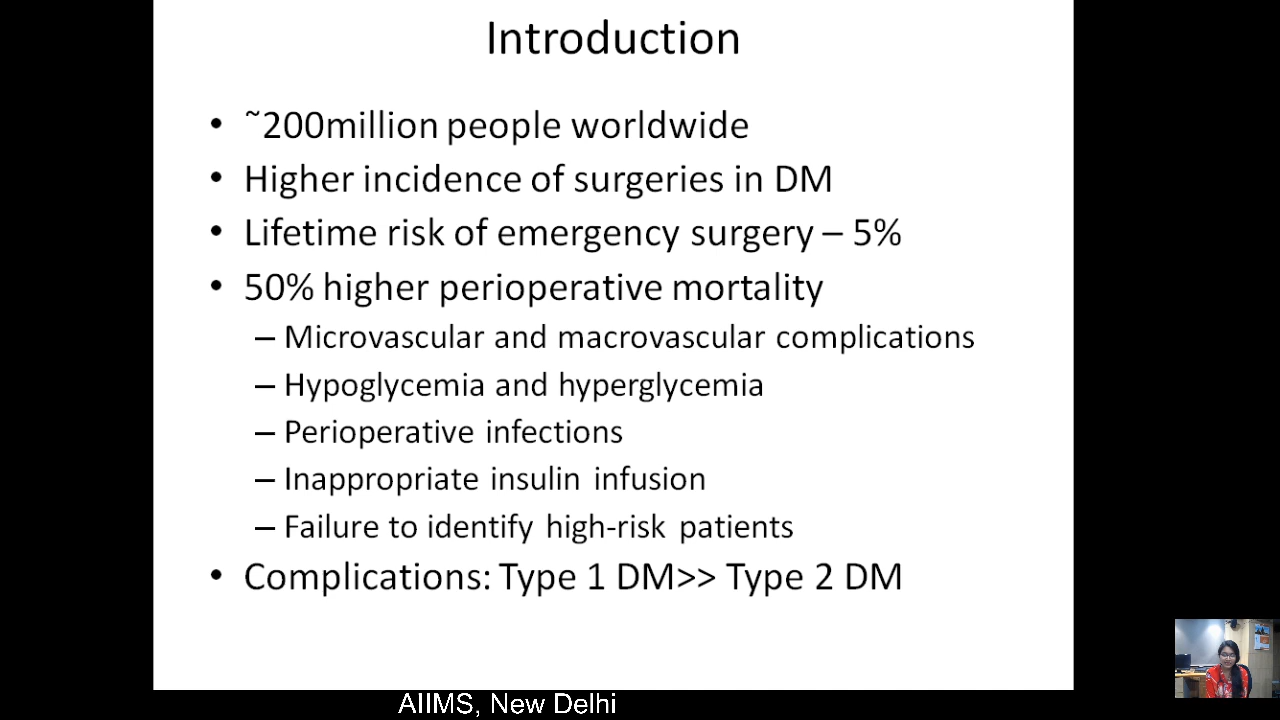 Introduction
• ˜200million people worldwide
• Higher incidence of surgeries in DM
• Lifetime risk of emergency surgery – 5%
• 50% higher perioperative mortality
– Microvascular and macrovascular complications
– Hypoglycemia and hyperglycemia
– Perioperative infections
– Inappropriate insulin infusion
– Failure to identify high-risk patients
• Complications: Type 1 DM>> Type 2 DM
AIIMS, New Delhi